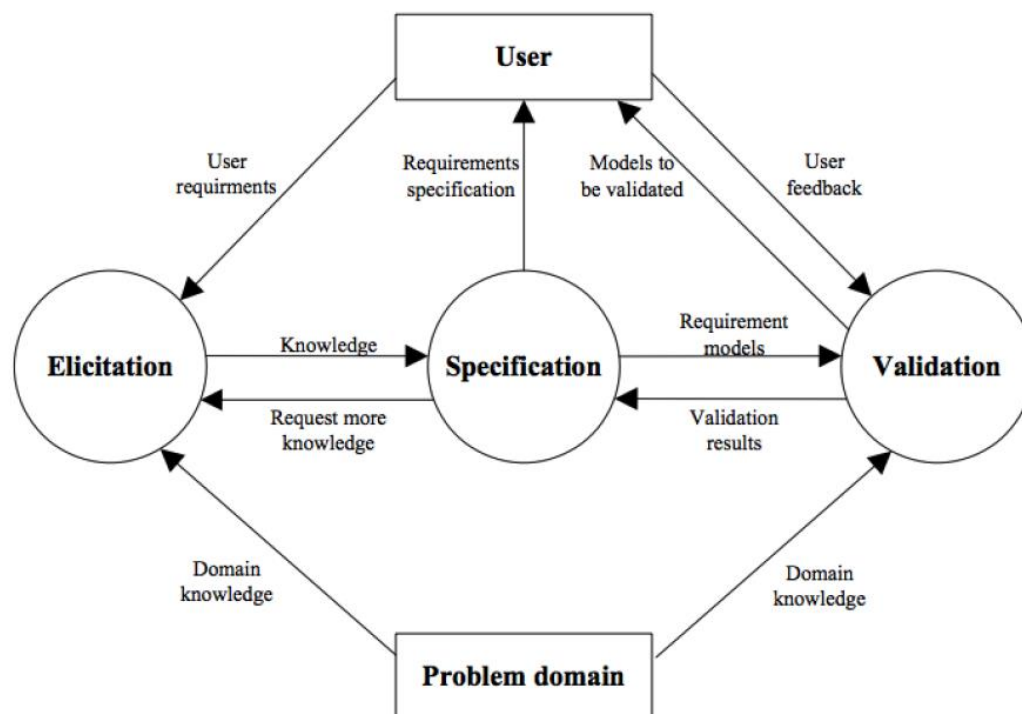 User
User
requirments
Requirements
specification
Models to
be validated
User
feedback
Elicitation
Knowledge
Request more
knowledge
Specification
Requirement
models
Validation
results
Validation
Domain
knowledge
Domain
knowledge
Problem domain